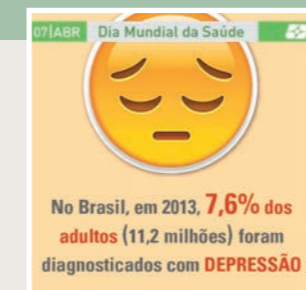 07|ABR Dia Mundial da Saúde
No Brasil, em 2013, 7,6% dos
adultos (11,2 milhões) foram
diagnosticados com DEPRESSÃO